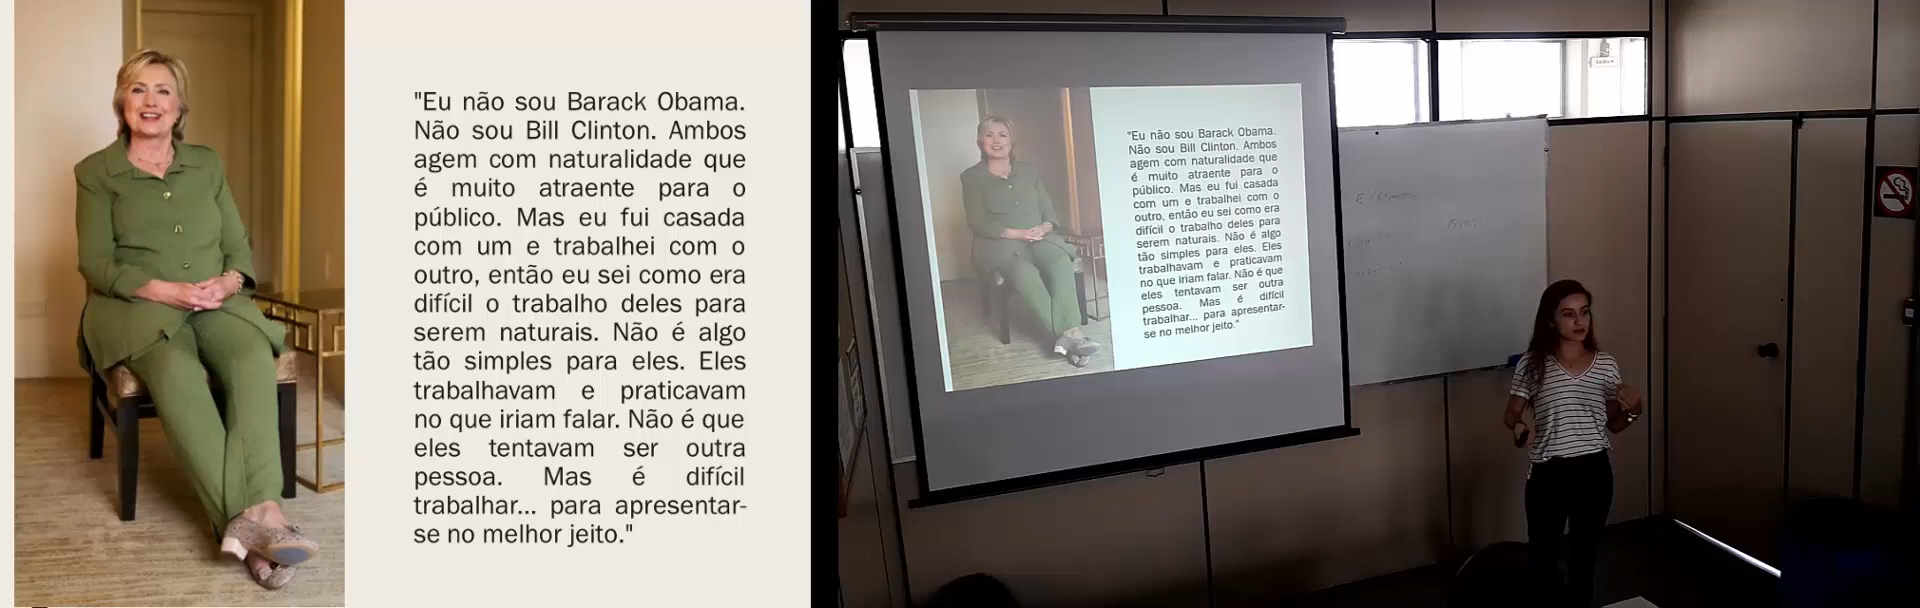 "Eu não sou Barack Obama.
Não sou Bill Clinton. Ambos
agem com naturalidade que
é muito atraente para o
público. Mas eu fui casada
com um e trabalhei com o
outro, então eu sei como era
difícil o trabalho deles para
serem naturais. Não é algo
tão simples para eles. Eles
trabalhavam e praticavam
no que iriam falar. Não é que
eles tentavam ser outra
pessoa. Mas é difícil
trabalhar... para apresentar-
se no melhor jeito."
"Eu não sou Barack Obama.
Não sou Bill Clinton. Ambos
agem com naturalidade que
é muito atraente para o
público. Mas eu fui casada
com um e trabalhei com o
outro, então eu sei como era
difícil o trabalho deles para
serem naturais. Não é algo
tão simples para eles. Eles
trabalhavam e praticavam
no que iriam falar. Não é que
eles tentavam ser outra
pessoa. Mas é difícil
trabalhar... para apresentar-
se no melhor jeito."